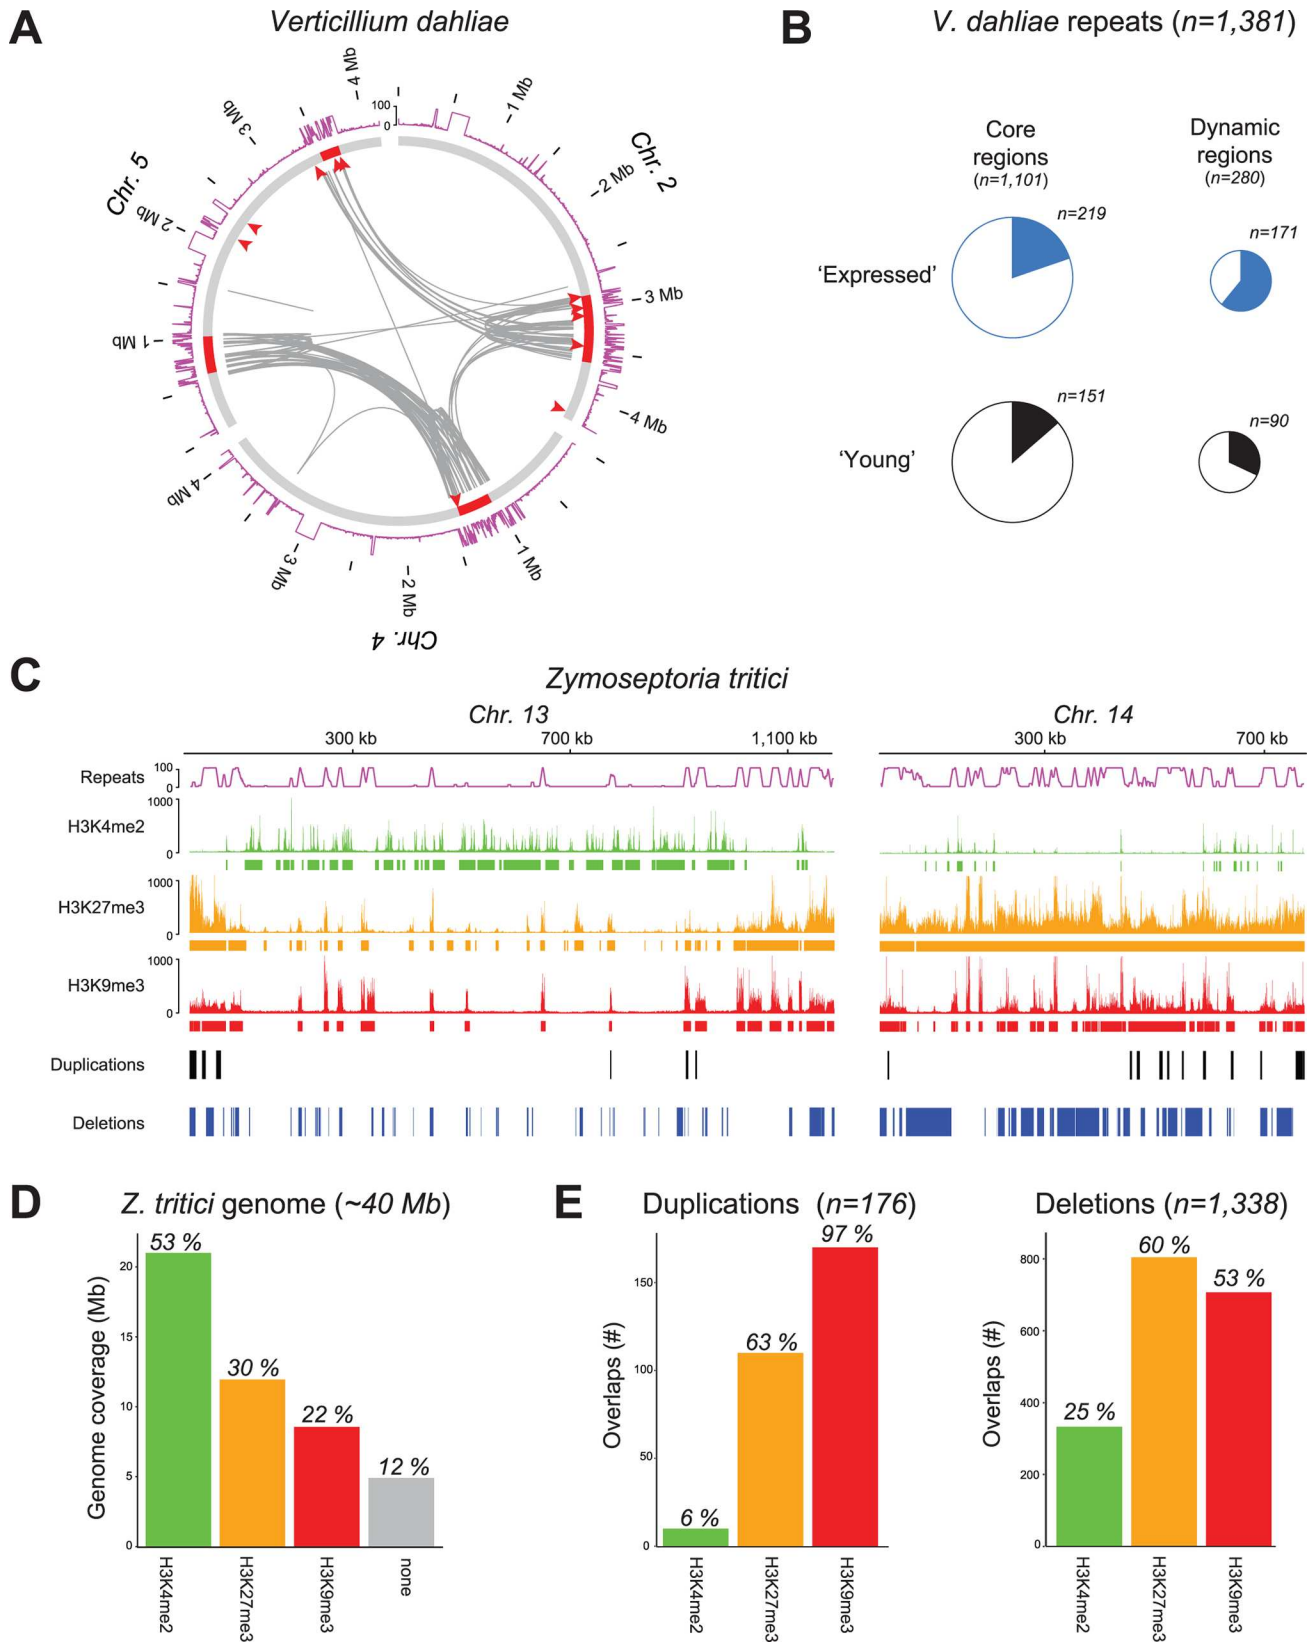 A
Verticillium dahliae
100
0
1 Mb
2 Mb
Chr. 2
3 Mb
4 Mb
1 Mb
2 Mb
Chr. 4
3 Mb
4 Mb
1 Mb
2 Mb
Chr. 5
3 Mb
4 Mb
B
V. dahliae repeats (n=1,381)
Core
regions
(n=1,101)
Dynamic
regions
(n=280)
'Expressed'
n=219
n=171
'Young'
n=151
n=90
C
Zymoseptoria tritici
Chr. 13
Chr. 14
300 kb
700 kb
1,100 kb
300 kb
700 kb
Repeats
100
0
H3K4me2
1000
0
H3K27me3
1000
0
H3K9me3
1000
0
Duplications
Deletions
D
Z. tritici genome (~40 Mb)
Genome coverage (Mb)
20
15
10
5
0
53 %
30 %
22 %
12 %
H3K4me2
H3K27me3
H3K9me3
none
E
Duplications (n=176)
Overlaps (#)
150
100
50
0
6 %
63 %
97 %
H3K4me2
H3K27me3
H3K9me3
Deletions (n=1,338)
Overlaps (#)
800
600
400
200
0
25 %
60 %
53 %
H3K4me2
H3K27me3
H3K9me3